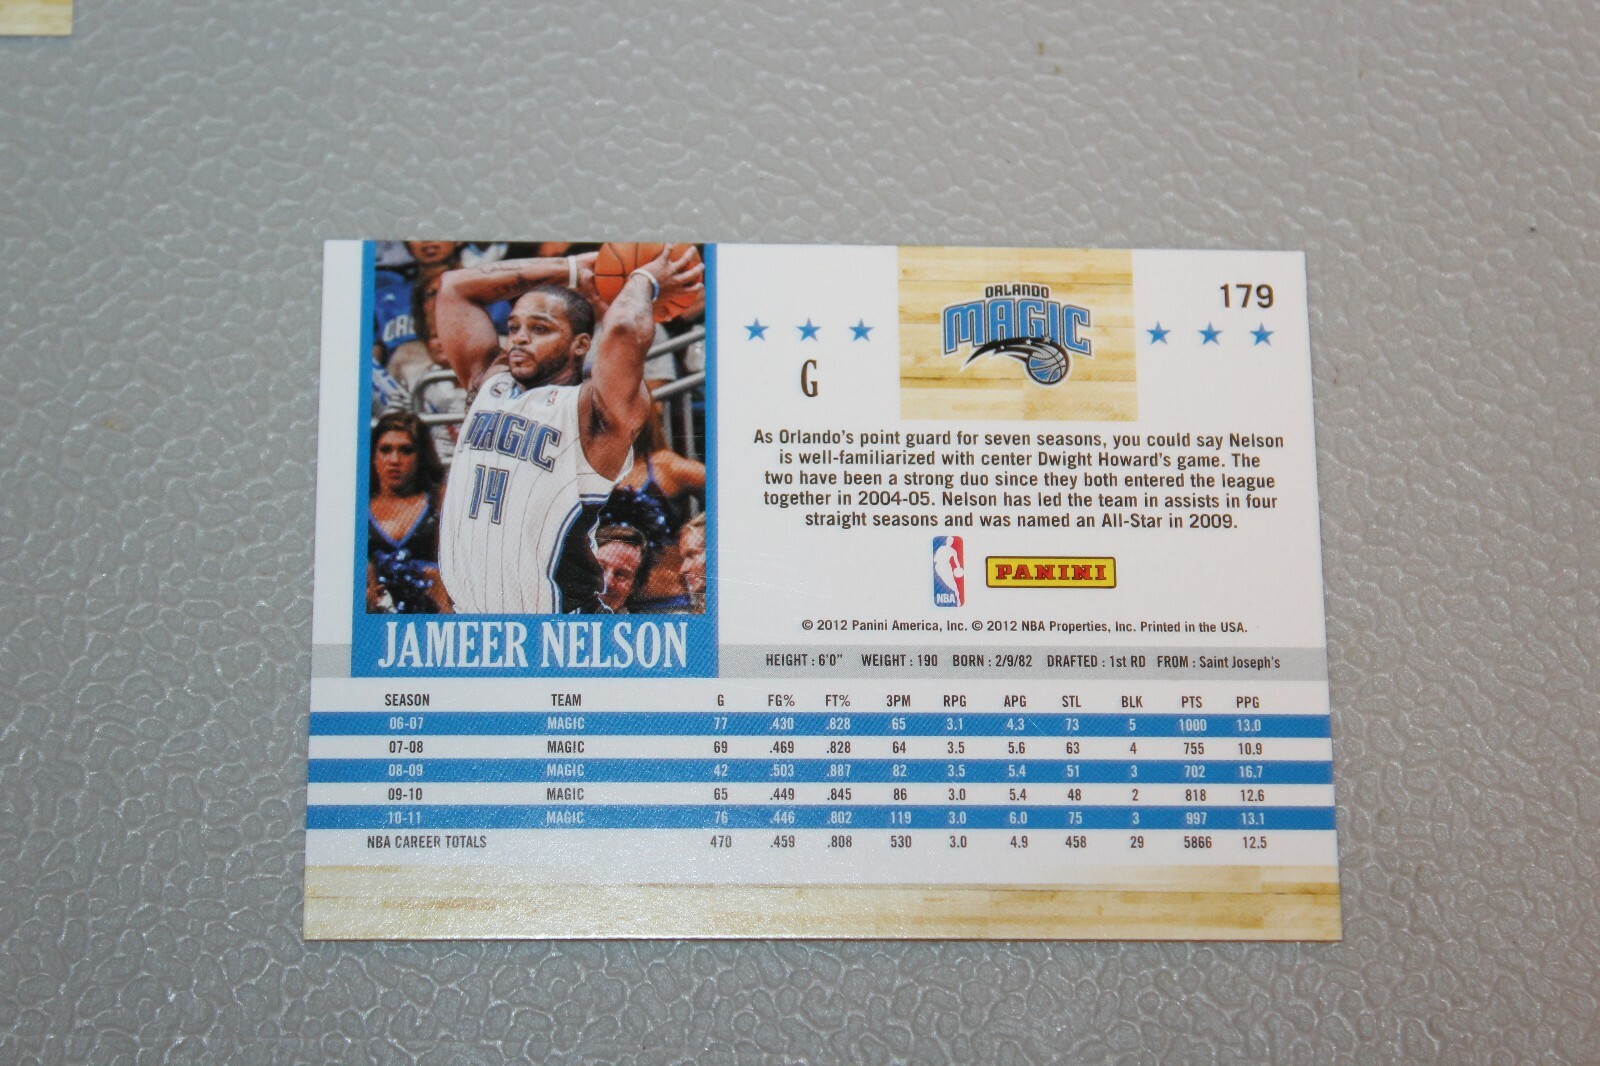 MAGIC
14
JAMEER NELSON
G
ORLANDO
MAGIC
179
As Orlando's point guard for seven seasons, you could say Nelson
is well-familiarized with center Dwight Howard's game. The
two have been a strong duo since they both entered the league
together in 2004-05. Nelson has led the team in assists in four
straight seasons and was named an All-Star in 2009.
NBA
PANINI
© 2012 Panini America, Inc. © 2012 NBA Properties, Inc. Printed in the USA.
HEIGHT : 6'0" WEIGHT : 190 BORN : 2/9/82 DRAFTED : 1st RD FROM : Saint Joseph's
SEASON TEAM G FG% FT% 3PM RPG APG STL BLK PTS PPG
06-07 MAGIC 77 .430 .828 65 3.1 4.3 73 5 1000 13.0
07-08 MAGIC 69 .469 .828 64 3.5 5.6 63 4 755 10.9
08-09 MAGIC 42 .503 .887 82 3.5 5.4 51 3 702 16.7
09-10 MAGIC 65 .449 .845 86 3.0 5.4 48 2 818 12.6
10-11 MAGIC 76 .446 .802 119 3.0 6.0 75 3 997 13.1
NBA CAREER TOTALS 470 .459 .808 530 3.0 4.9 458 29 5866 12.5